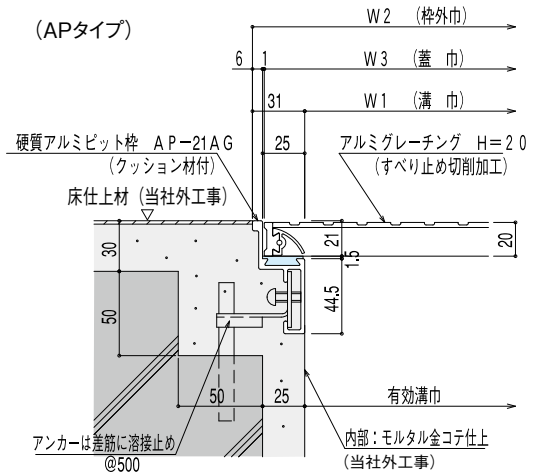 (APタイプ)
W2 (枠外巾)
6 1 W3 (蓋 巾)
31 W1 (溝 巾)
硬質アルミピット枠 AP−21AG
(クッション材付)
25
アルミグレーチング H=20
(すべり止め切削加工)
床仕上材(当社外工事)
30
21
20
1.5
50
44.5
50
25
有効溝巾
アンカーは差筋に溶接止め
@500
内部:モルタル金コテ仕上
(当社外工事)